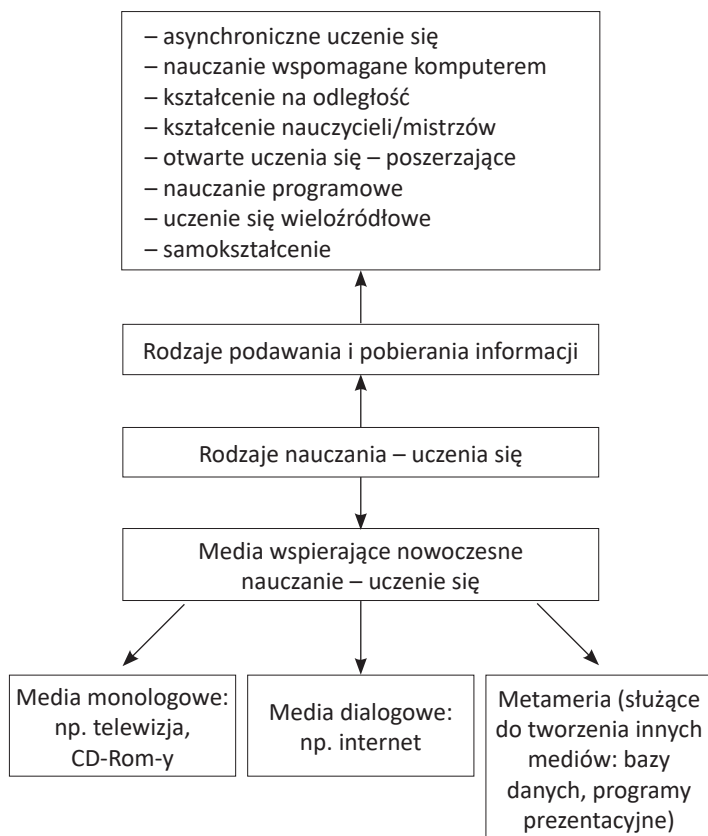 – asynchroniczne uczenie się
– nauczanie wspomagane komputerem
– kształcenie na odległość
– kształcenie nauczycieli/mistrzów
– otwarte uczenia się – poszerzające
– nauczanie programowe
– uczenie się wieloźródłowe
– samokształcenie
Rodzaje podawania i pobierania informacji
Rodzaje nauczania – uczenia się
Media wspierające nowoczesne
nauczanie – uczenie się
Media monologowe:
np. telewizja,
CD-Rom-y
Media dialogowe:
np. internet
Metameria (służące
do tworzenia innych
mediów: bazy
danych, programy
prezentacyjne)